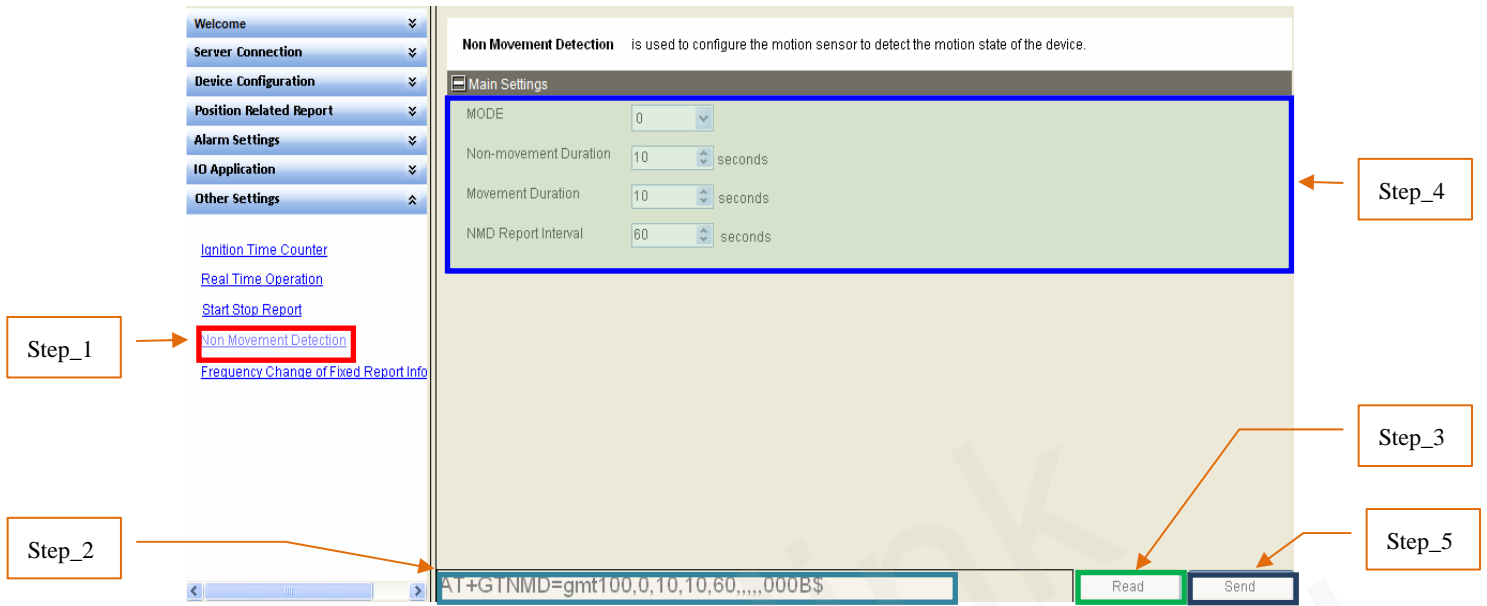 Welcome
Server Connection
Device Configuration
Position Related Report
Alarm Settings
IO Application
Other Settings
Ignition Time Counter
Real Time Operation
Start Stop Report
Non Movement Detection
Frequency Change of Fixed Report Info
Non Movement Detection is used to configure the motion sensor to detect the motion state of the device.
Main Settings
MODE 0
Non-movement Duration 10 seconds
Movement Duration 10 seconds
NMD Report Interval 60 seconds
AT+GTNMD=gmt100,0,10,10,60,,,,,000B$
Read
Send
Step_1
Step_2
Step_3
Step_4
Step_5